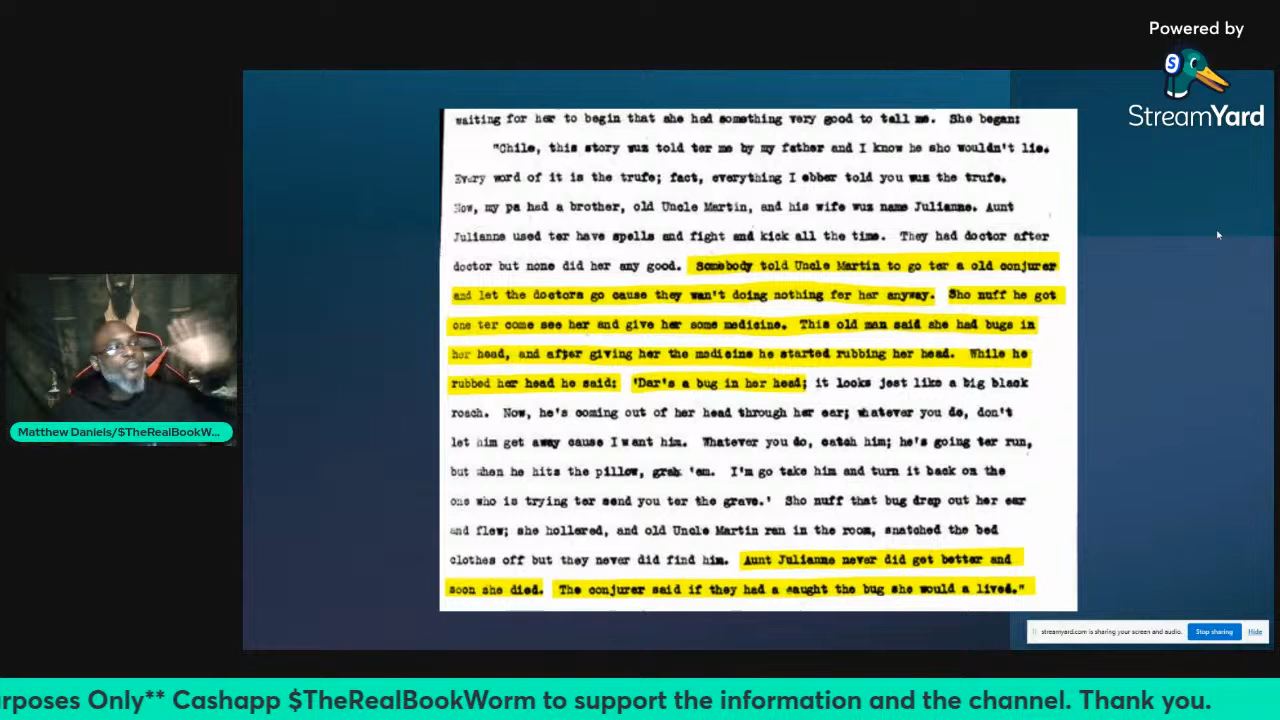 Powered by
StreamYard
waiting for her to begin that she had something very good to tell me. She began:
"Chile, this story wus told ter me by my father and I know he sho wouldn't lie.
Every word of it is the trufe; fact, everything I ebber told you wus the trufe.
Now, my pa had a brother, old Uncle Martin, and his wife wuz name Julianne. Aunt
Julianne used ter have spells and fight and kick all the time. They had doctor after
doctor but none did her any good. Somebody told Uncle Martin to go ter a old conjurer
and let the doctors go cause they wan't doing nothing fer her anyway. Sho nuff he got
one ter come see her and give her some medicine. This old man said she had bugs in
her head, and after giving her the medicine he started rubbing her head. While he
rubbed her head he said: 'Dar's a bug in her head; it looks jest like a big black
roach. Now, he's coming out of her head through her ear; whatever you do, don't
let him get away cause I want him. Whatever you do, catch him; he's going ter run,
but when he hits the pillow, grab 'em. I'm go take him and turn it back on the
one who is trying ter send you ter the grave.' Sho nuff that bug drap out her ear
and flew; she hollered, and old Uncle Martin ran in the room, snatched the bed
clothes off but they never did find him. Aunt Julianne never did get better and
soon she died. The conjurer said if they had a caught the bug she would a lived."
Matthew Daniels/$TheRealBookW...
streamyard.com is sharing your screen and audio. Stop sharing Hide
urposes Only** Cashapp $TheRealBookWorm to support the information and the channel. Thank you.